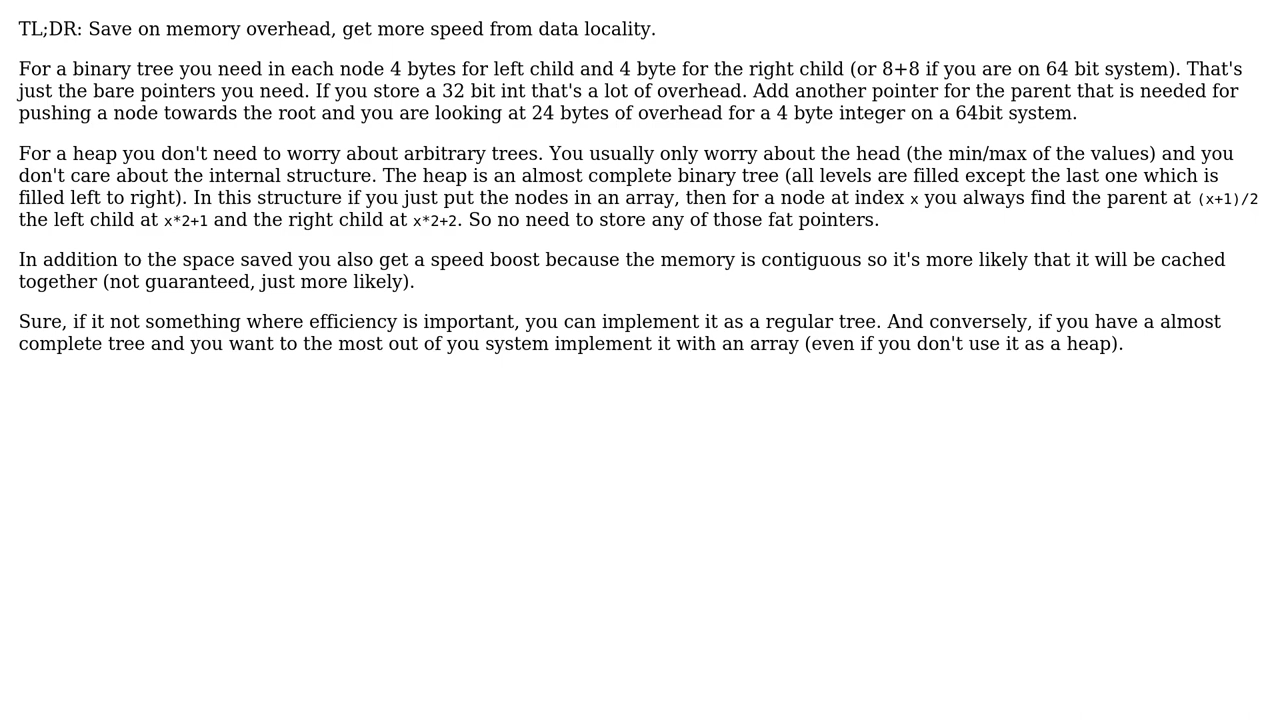 TL;DR: Save on memory overhead, get more speed from data locality.
For a binary tree you need in each node 4 bytes for left child and 4 byte for the right child (or 8+8 if you are on 64 bit system). That's
just the bare pointers you need. If you store a 32 bit int that's a lot of overhead. Add another pointer for the parent that is needed for
pushing a node towards the root and you are looking at 24 bytes of overhead for a 4 byte integer on a 64bit system.
For a heap you don't need to worry about arbitrary trees. You usually only worry about the head (the min/max of the values) and you
don't care about the internal structure. The heap is an almost complete binary tree (all levels are filled except the last one which is
filled left to right). In this structure if you just put the nodes in an array, then for a node at index x you always find the parent at (x+1)/2
the left child at x*2+1 and the right child at x*2+2. So no need to store any of those fat pointers.
In addition to the space saved you also get a speed boost because the memory is contiguous so it's more likely that it will be cached
together (not guaranteed, just more likely).
Sure, if it not something where efficiency is important, you can implement it as a regular tree. And conversely, if you have a almost
complete tree and you want to the most out of you system implement it with an array (even if you don't use it as a heap).